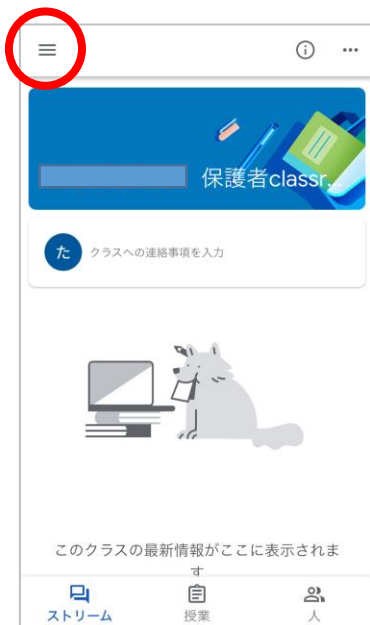 保護者classr...
た
クラスへの連絡事項を入力
このクラスの最新情報がここに表示されま
す
ストリーム
授業
人